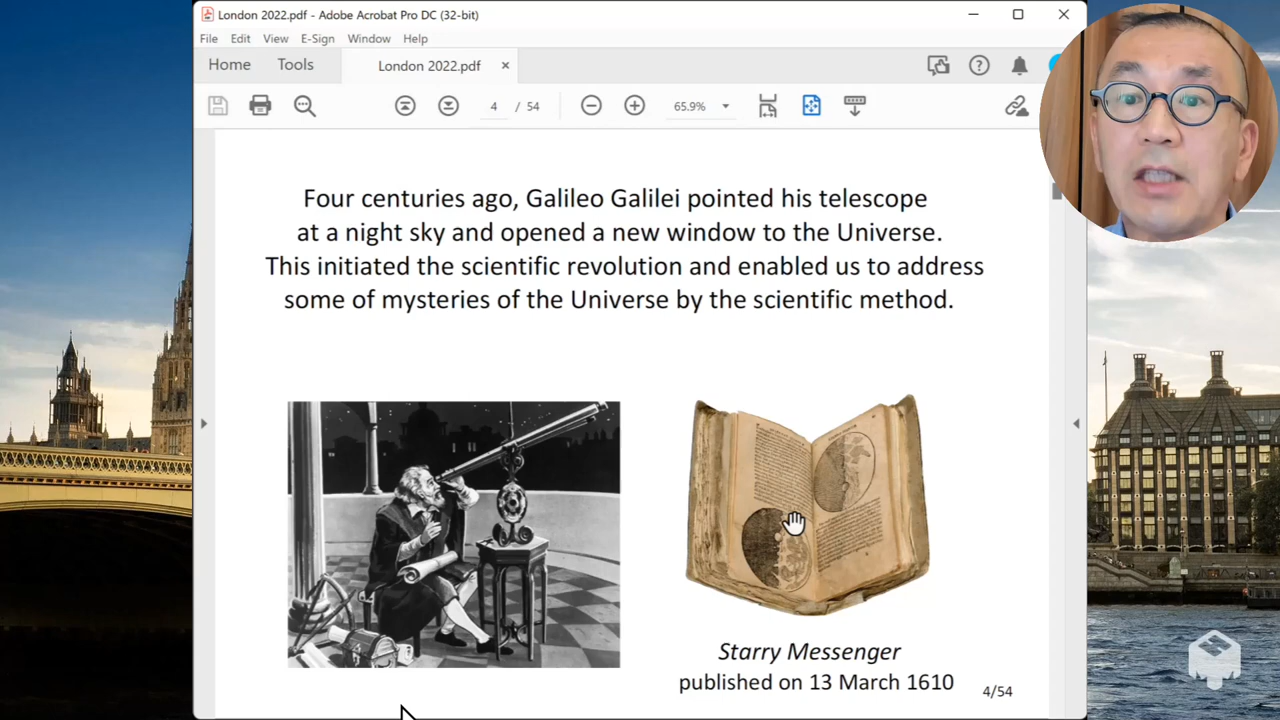 London 2022.pdf - Adobe Acrobat Pro DC (32-bit)
File Edit View E-Sign Window Help
Home Tools London 2022.pdf ×
4 / 54 65.9%
Four centuries ago, Galileo Galilei pointed his telescope
at a night sky and opened a new window to the Universe.
This initiated the scientific revolution and enabled us to address
some of mysteries of the Universe by the scientific method.
Starry Messenger
published on 13 March 1610
4/54